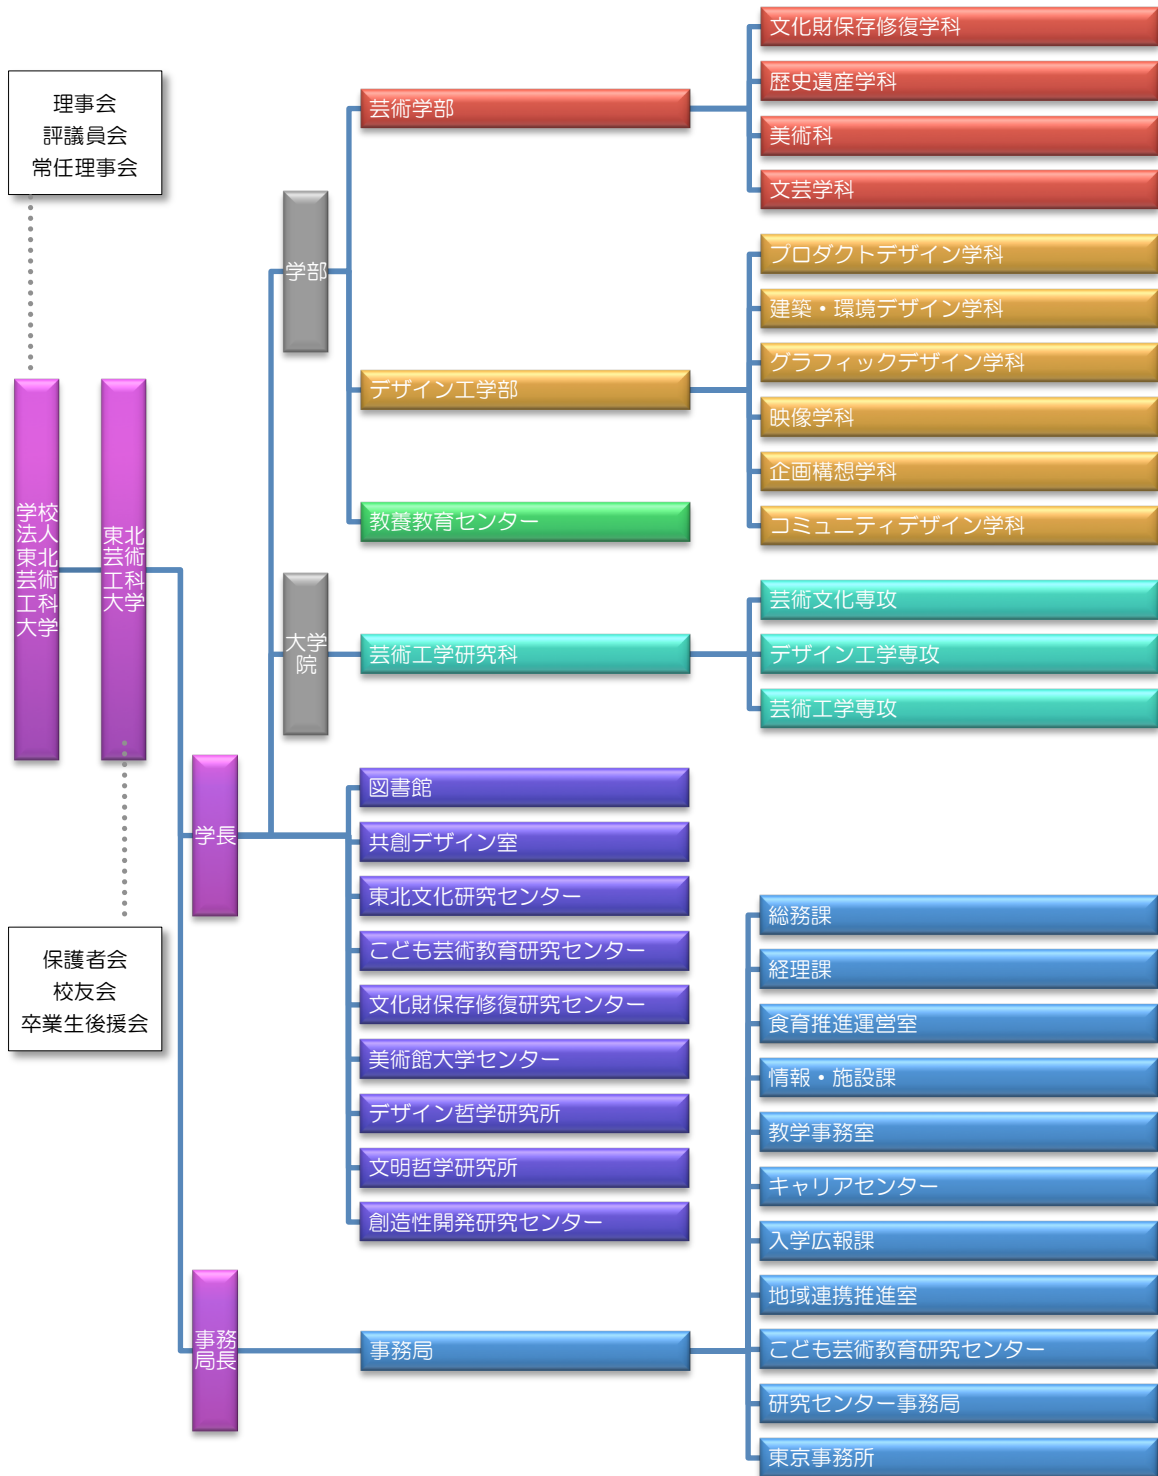 理事会
評議員会
常任理事会
学校
法人
東北
芸術
工科
大学
東北
芸術
工科
大学
保護者会
校友会
卒業生後援会
学長
学部
芸術学部
文化財保存修復学科
歴史遺産学科
美術科
文芸学科
デザイン工学部
プロダクトデザイン学科
建築・環境デザイン学科
グラフィックデザイン学科
映像学科
企画構想学科
コミュニティデザイン学科
教養教育センター
大学
院
芸術工学研究科
芸術文化専攻
デザイン工学専攻
芸術工学専攻
図書館
共創デザイン室
東北文化研究センター
こども芸術教育研究センター
文化財保存修復研究センター
美術館大学センター
デザイン哲学研究所
文明哲学研究所
創造性開発研究センター
事務
局長
事務局
総務課
経理課
食育推進運営室
情報・施設課
教学事務室
キャリアセンター
入学広報課
地域連携推進室
こども芸術教育研究センター
研究センター事務局
東京事務所